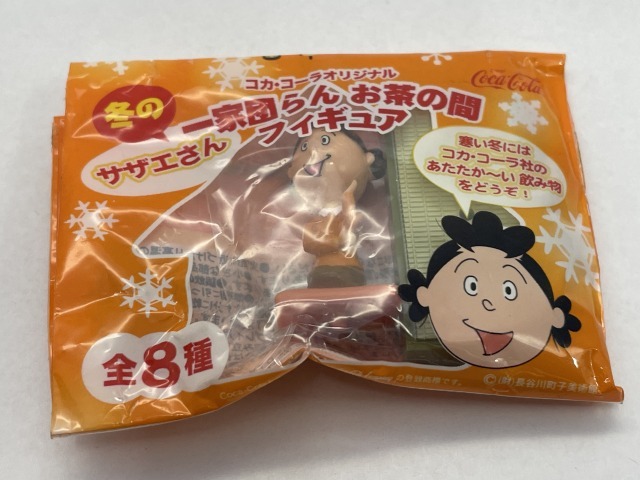 コカ・コーラオリジナル
Coca-Cola
冬の
一家団らん お茶の間
サザエさん
フィギュア
寒い冬には
コカ・コーラ社の
あたたか〜い 飲み物
をどうぞ！
全8種
©(財)長谷川町子美術館